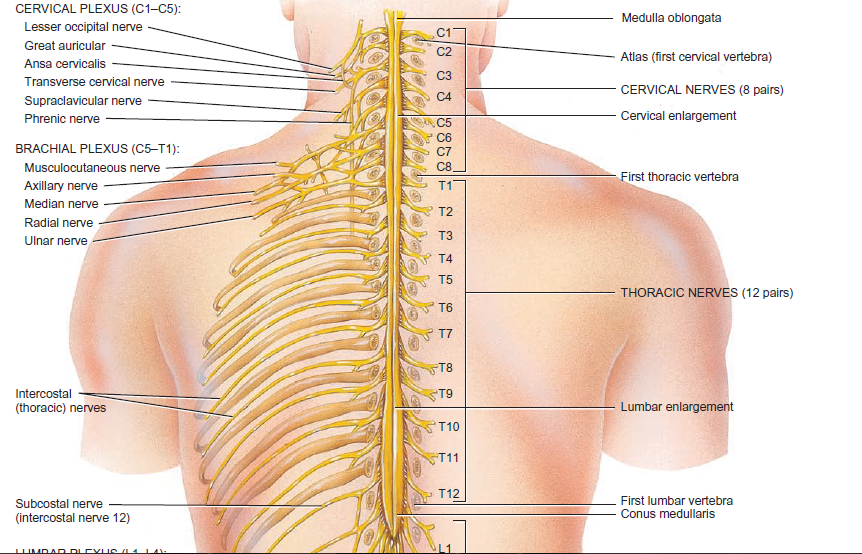 CERVICAL PLEXUS (C1–C5):
Lesser occipital nerve
Great auricular
Ansa cervicalis
Transverse cervical nerve
Supraclavicular nerve
Phrenic nerve
BRACHIAL PLEXUS (C5–T1):
Musculocutaneous nerve
Axillary nerve
Median nerve
Radial nerve
Ulnar nerve
Intercostal
(thoracic) nerves
Subcostal nerve
(intercostal nerve 12)
LUMBAR PLEXUS (L1–L4):
C1
C2
C3
C4
C5
C6
C7
C8
T1
T2
T3
T4
T5
T6
T7
T8
T9
T10
T11
T12
L1
Medulla oblongata
Atlas (first cervical vertebra)
CERVICAL NERVES (8 pairs)
Cervical enlargement
First thoracic vertebra
THORACIC NERVES (12 pairs)
Lumbar enlargement
First lumbar vertebra
Conus medullaris